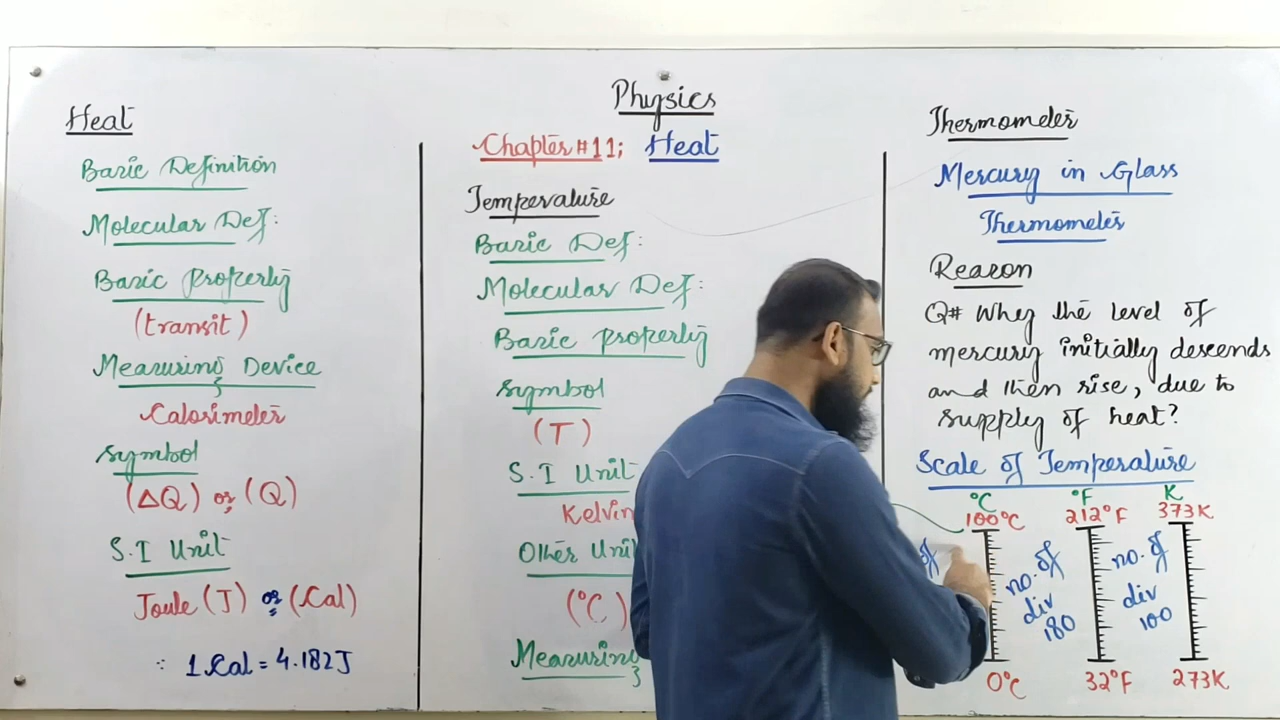 Physics
Chapter #11; Heat
Heat
Basic Definition
Molecular Def:
Basic Property
(transit)
Measuring Device
Calorimeter
Symbol
(ΔQ) or (Q)
S.I Unit
Joule (J) or (Cal)
∵ 1 Cal = 4.182J
Temperature
Basic Def:
Molecular Def:
Basic Property
Symbol
(T)
S.I Unit
Kelvin
Other Unit
(°C)
Measuring
Thermometer
Mercury in Glass
Thermometer
Reason
Q# Why the level of
mercury initially descends
and then rise, due to
supply of heat?
Scale of Temperature
°C °F K
100°C 212°F 373K
of no. of no. of
div div
180 100
0°C 32°F 273K